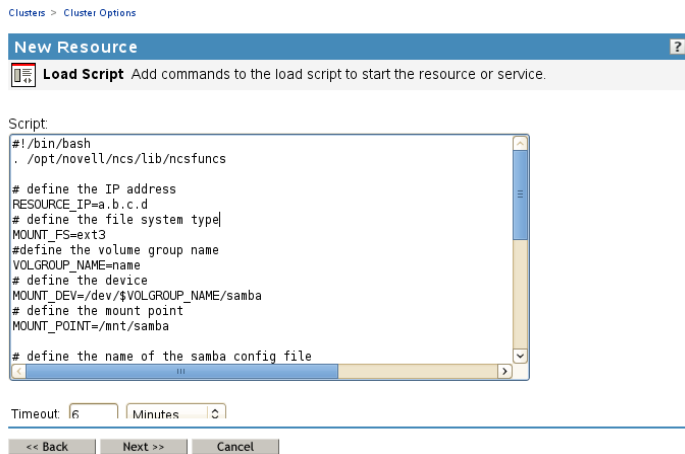 Clusters > Cluster Options
New Resource ?
Load Script Add commands to the load script to start the resource or service.
Script:
#!/bin/bash
. /opt/novell/ncs/lib/ncsfuncs
# define the IP address
RESOURCE_IP=a.b.c.d
# define the file system type
MOUNT_FS=ext3
#define the volume group name
VOLGROUP_NAME=name
# define the device
MOUNT_DEV=/dev/$VOLGROUP_NAME/samba
# define the mount point
MOUNT_POINT=/mnt/samba
# define the name of the samba config file
Timeout: 6 Minutes
<< Back Next >> Cancel